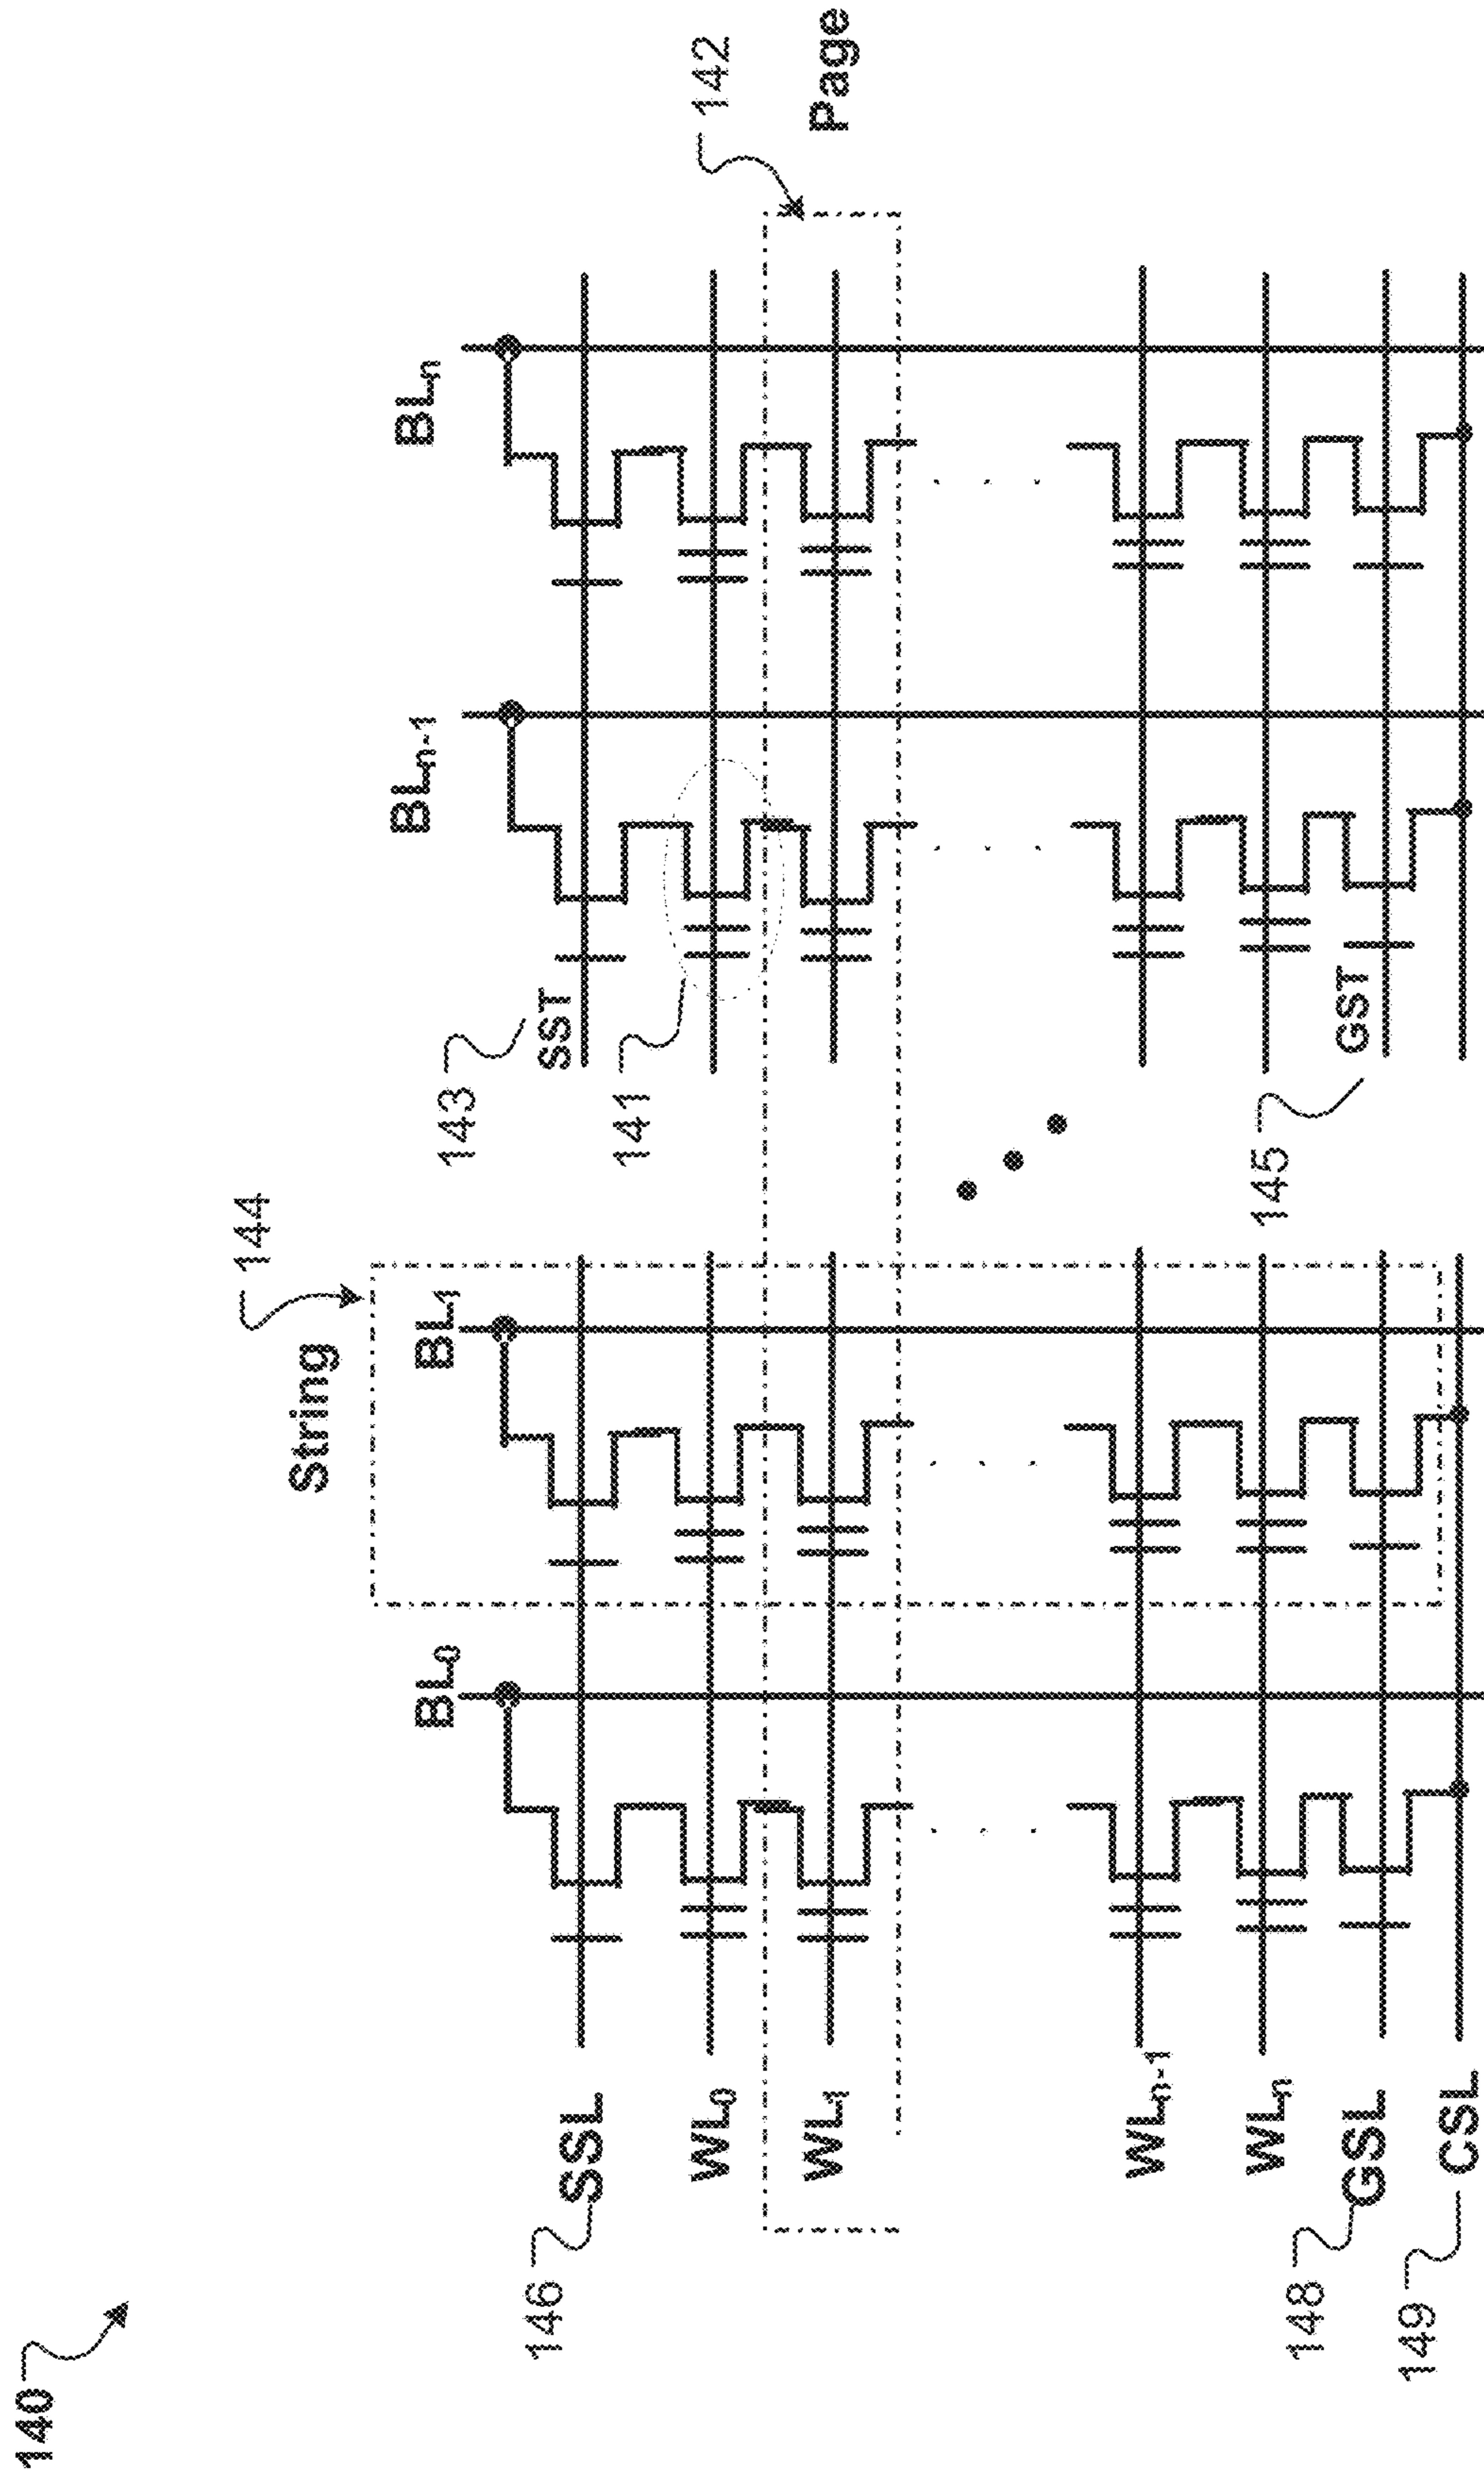 140
144
String
142
Page
BL0
BL1
BLn-1
BLn
143
SST
146
SSL
141
WL0
WL1
WLn-1
WLn
145
GST
148
GSL
149
CSL